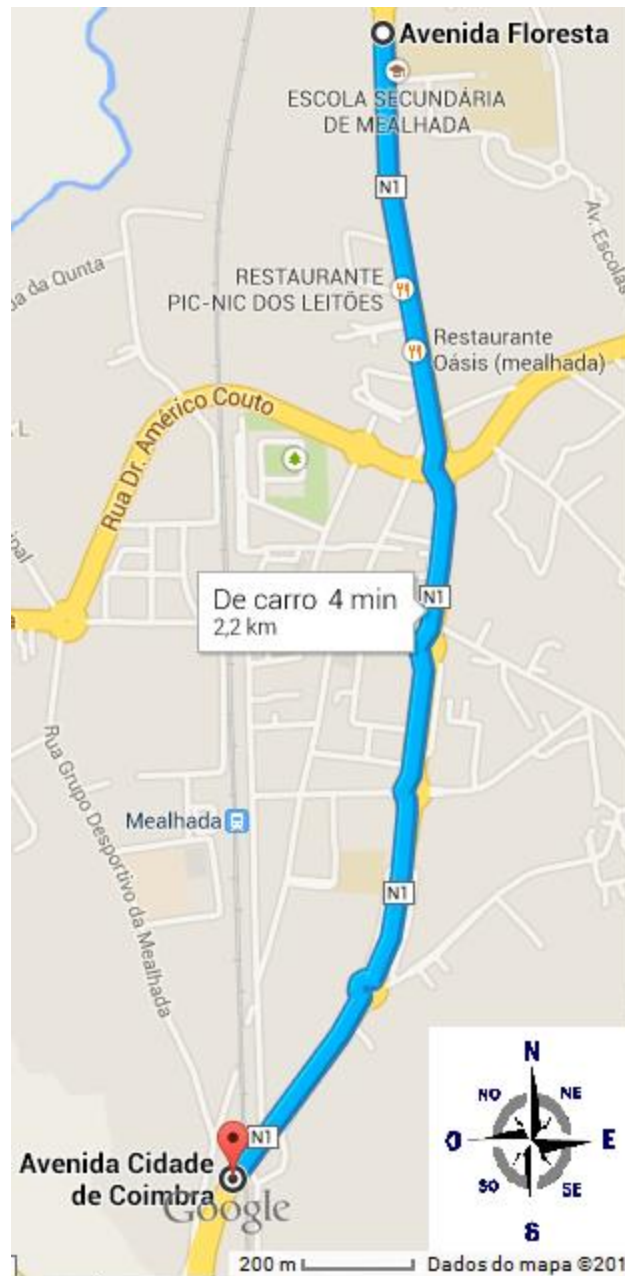 Avenida Floresta
ESCOLA SECUNDÁRIA
DE MEALHADA
N1
Av. Escolas
RESTAURANTE
PIC-NIC DOS LEITÕES
da Qunta
Restaurante
Oásis (mealhada)
Rua Dr. Américo Couto
De carro 4 min
2,2 km
N1
Rua Grupo Desportivo da Mealhada
Mealhada
N1
N1
Avenida Cidade
de Coimbra
Google
N
NO NE
O E
SO SE
S
200 m
Dados do mapa ©201